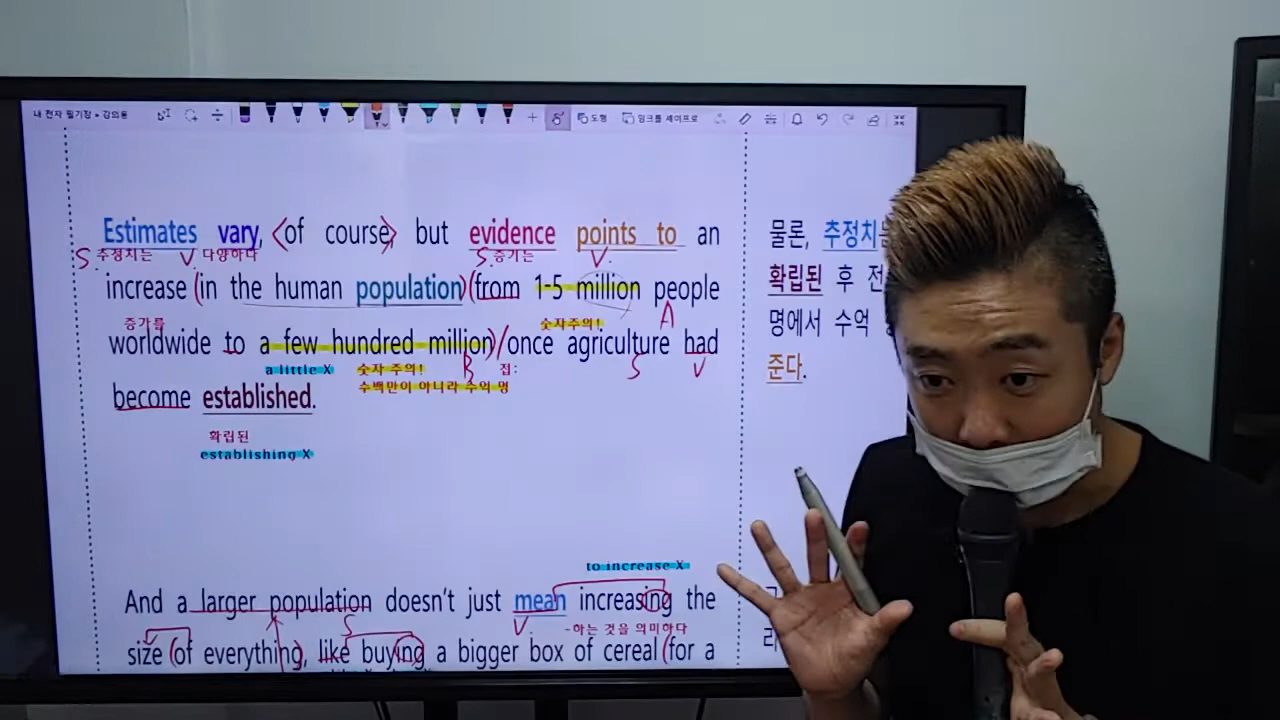 내 전자 필기장 » 강의용
도형
잉크를 셰이프로
Estimates vary, <of course> but evidence points to an
S 추정치는 V 다양하다 S 증거는 V
increase (in the human population) (from 1-5 million people
증가를 숫자주의! A
worldwide to a few hundred million) / once agriculture had
a little X 숫자 주의! B 접: S V
수백만이 아니라 수억 명
become established.
확립된
establishing X
to increase X
And a larger population doesn't just mean increasing the
S V -하는 것을 의미하다
size (of everything), like buying a bigger box of cereal (for a
물론, 추정치는
확립된 후 전
명에서 수억
준다.